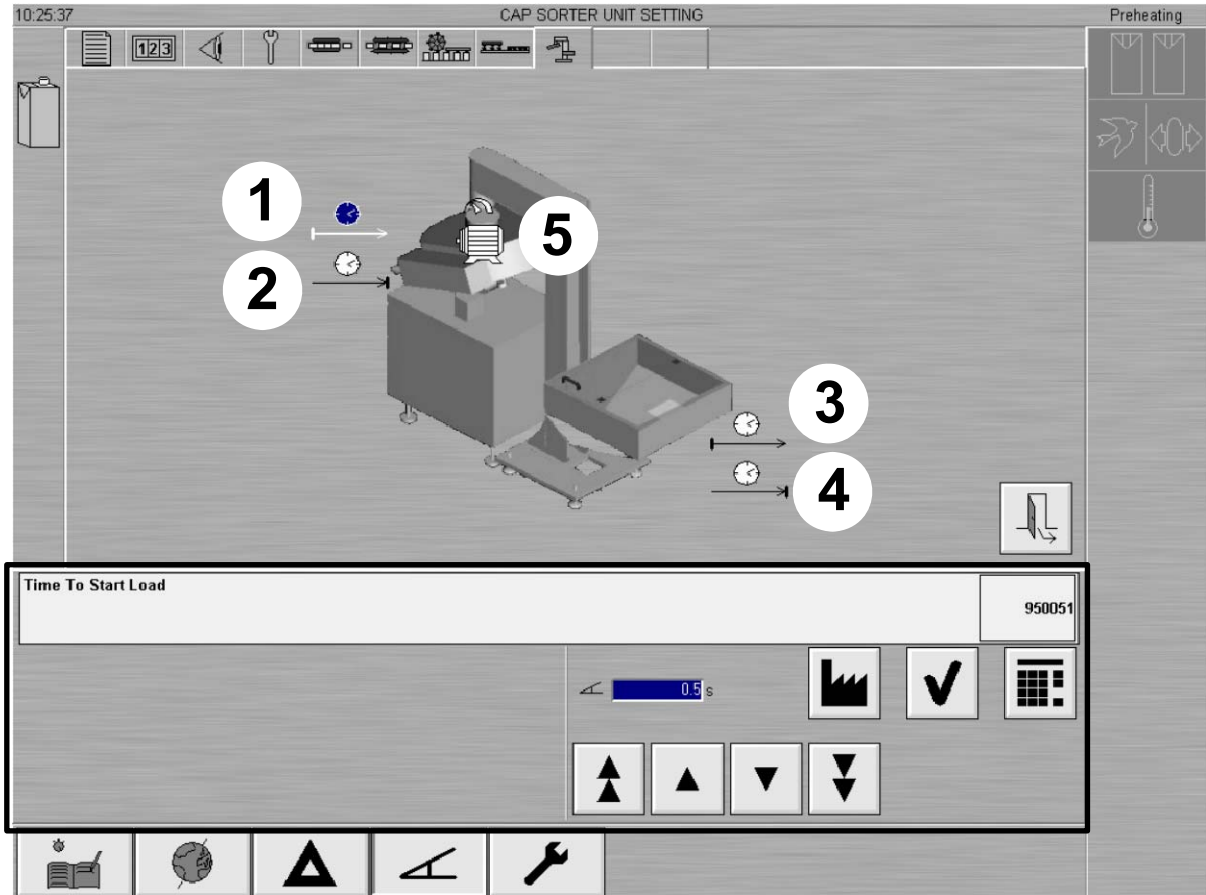 10:25:37
CAP SORTER UNIT SETTING
Preheating
123
1
2
5
3
4
Time To Start Load
950051
0.5 s